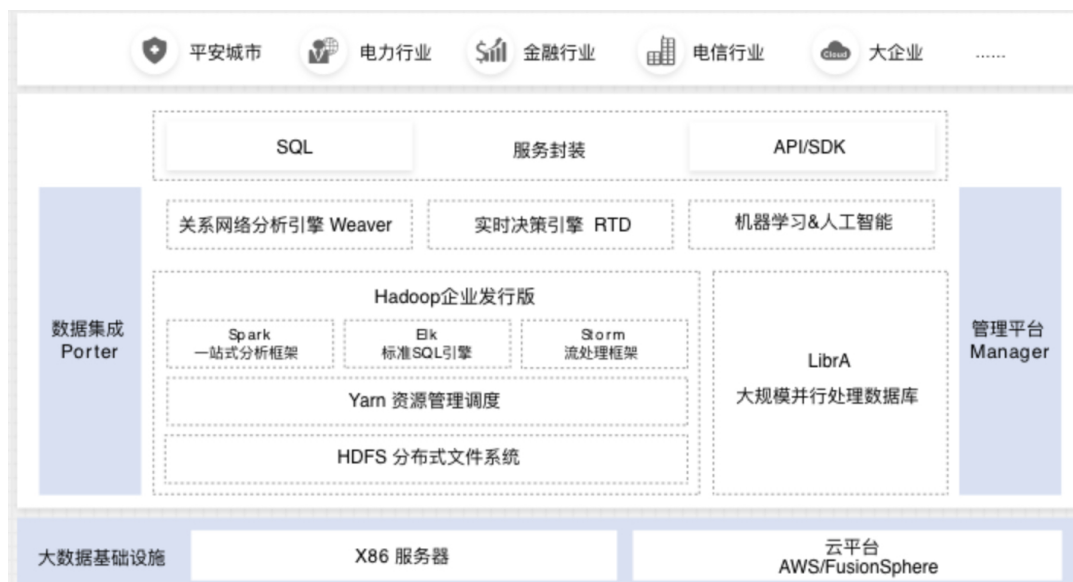 平安城市
电力行业
金融行业
电信行业
Cloud
大企业
......
SQL
服务封装
API/SDK
关系网络分析引擎 Weaver
实时决策引擎 RTD
机器学习&人工智能
数据集成
Porter
Hadoop企业发行版
Spark
一站式分析框架
Elk
标准SQL引擎
Storm
流处理框架
Yarn 资源管理调度
HDFS 分布式文件系统
LibrA
大规模并行处理数据库
管理平台
Manager
大数据基础设施
X86 服务器
云平台
AWS/FusionSphere